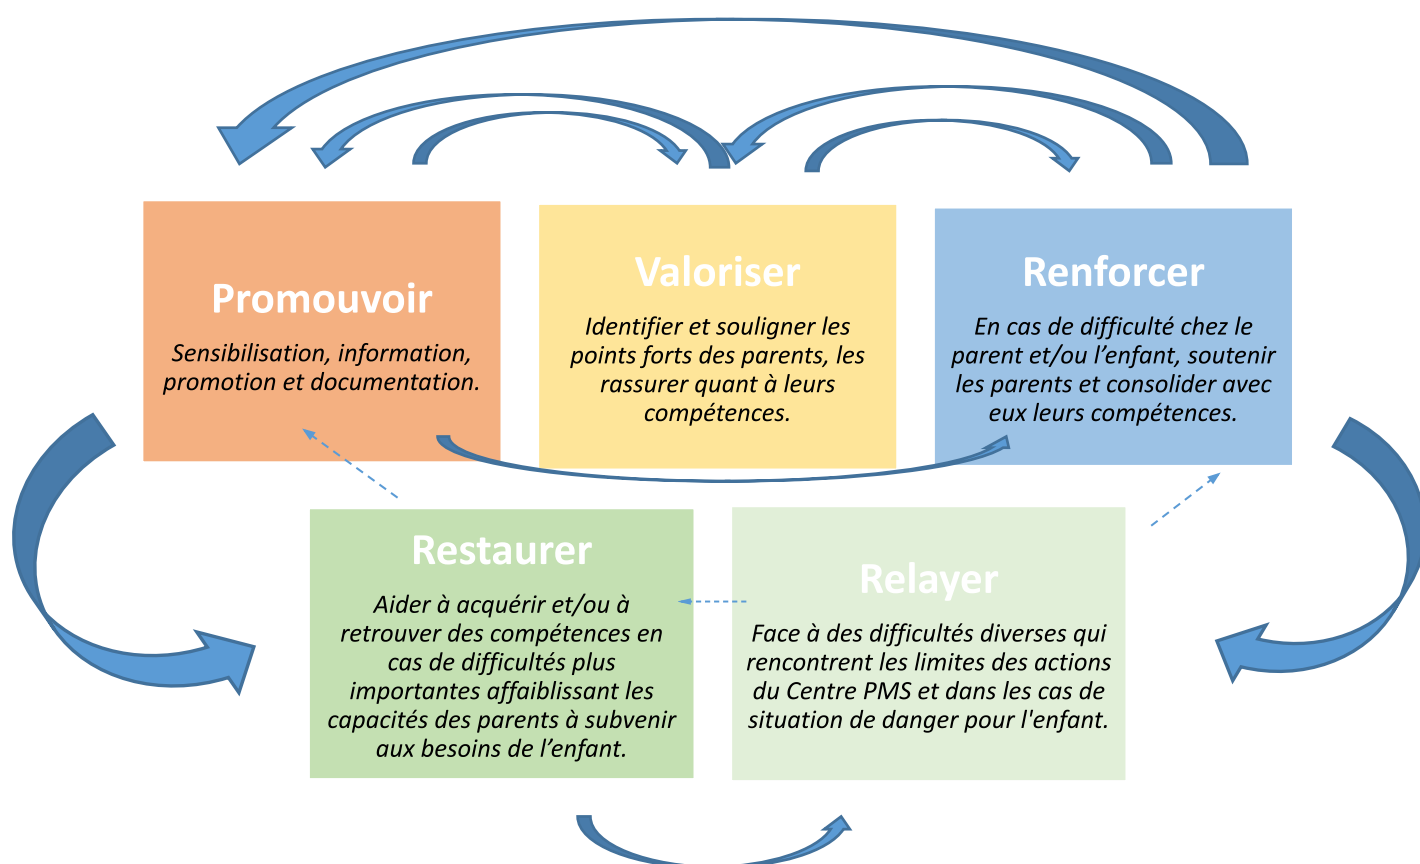 Promouvoir
Sensibilisation, information,
promotion et documentation.
Valoriser
Identifier et souligner les
points forts des parents, les
rassurer quant à leurs
compétences.
Renforcer
En cas de difficulté chez le
parent et/ou l’enfant, soutenir
les parents et consolider avec
eux leurs compétences.
Restaurer
Aider à acquérir et/ou à
retrouver des compétences en
cas de difficultés plus
importantes affaiblissant les
capacités des parents à subvenir
aux besoins de l’enfant.
Relayer
Face à des difficultés diverses qui
rencontrent les limites des actions
du Centre PMS et dans les cas de
situation de danger pour l'enfant.